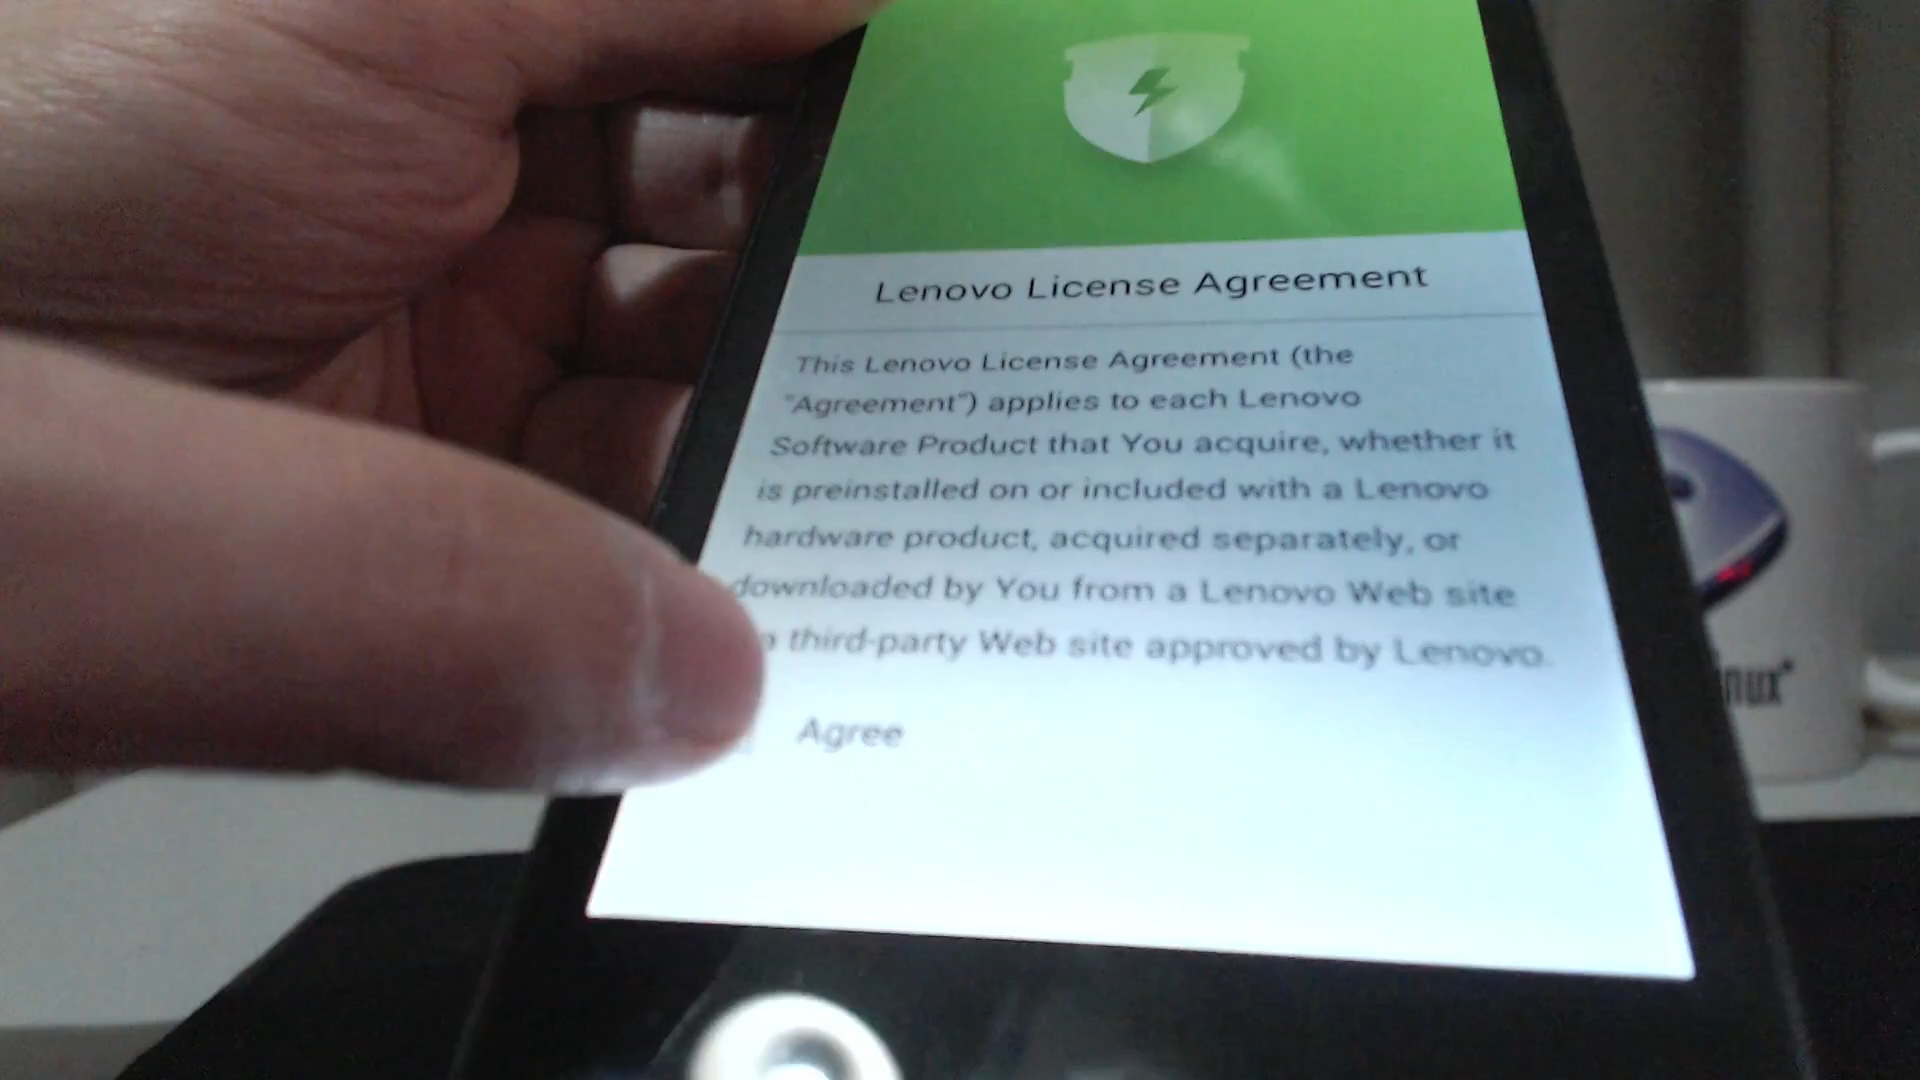 Lenovo License Agreement
This Lenovo License Agreement (the
"Agreement") applies to each Lenovo
Software Product that You acquire, whether it
is preinstalled on or included with a Lenovo
hardware product, acquired separately, or
downloaded by You from a Lenovo Web site
third-party Web site approved by Lenovo.
Agree